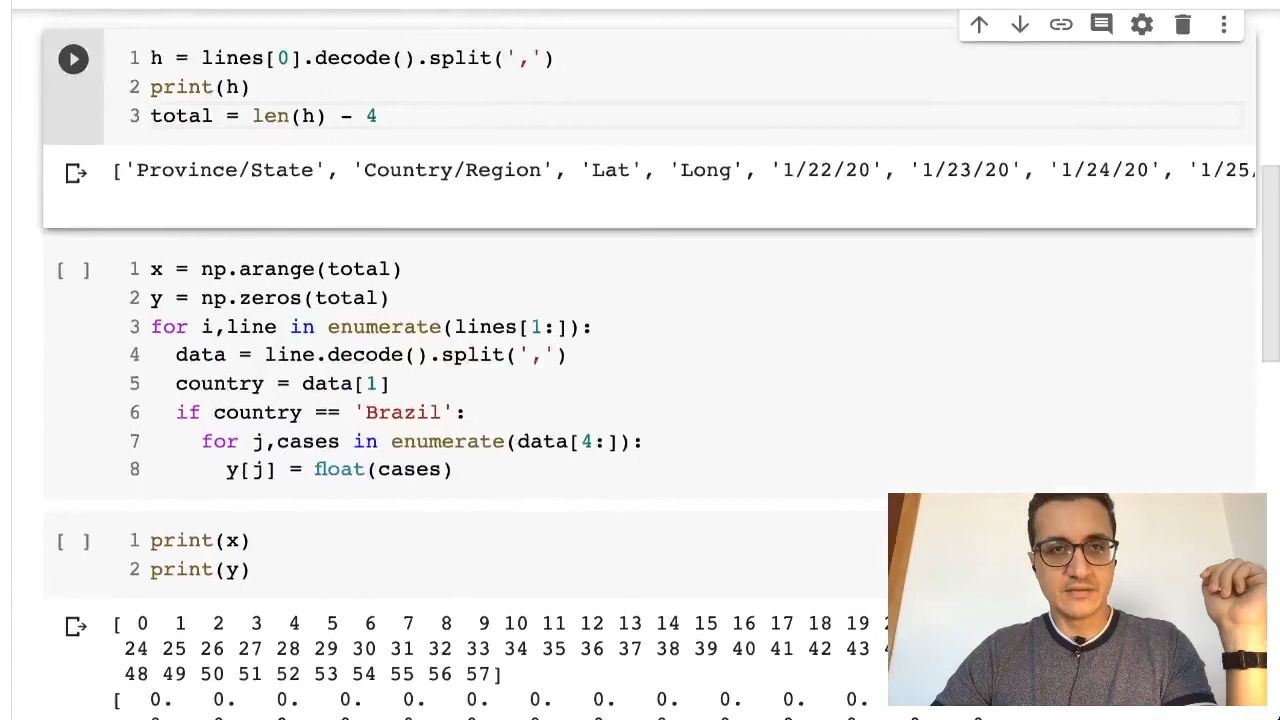 1 h = lines[0].decode().split(',')
2 print(h)
3 total = len(h) - 4
['Province/State', 'Country/Region', 'Lat', 'Long', '1/22/20', '1/23/20', '1/24/20', '1/25/
[ ]
1 x = np.arange(total)
2 y = np.zeros(total)
3 for i,line in enumerate(lines[1:]):
4 data = line.decode().split(',')
5 country = data[1]
6 if country == 'Brazil':
7 for j,cases in enumerate(data[4:]):
8 y[j] = float(cases)
[ ]
1 print(x)
2 print(y)
[ 0 1 2 3 4 5 6 7 8 9 10 11 12 13 14 15 16 17 18 19
24 25 26 27 28 29 30 31 32 33 34 35 36 37 38 39 40 41 42 43
48 49 50 51 52 53 54 55 56 57]
[ 0. 0. 0. 0. 0. 0. 0. 0. 0. 0. 0. 0.